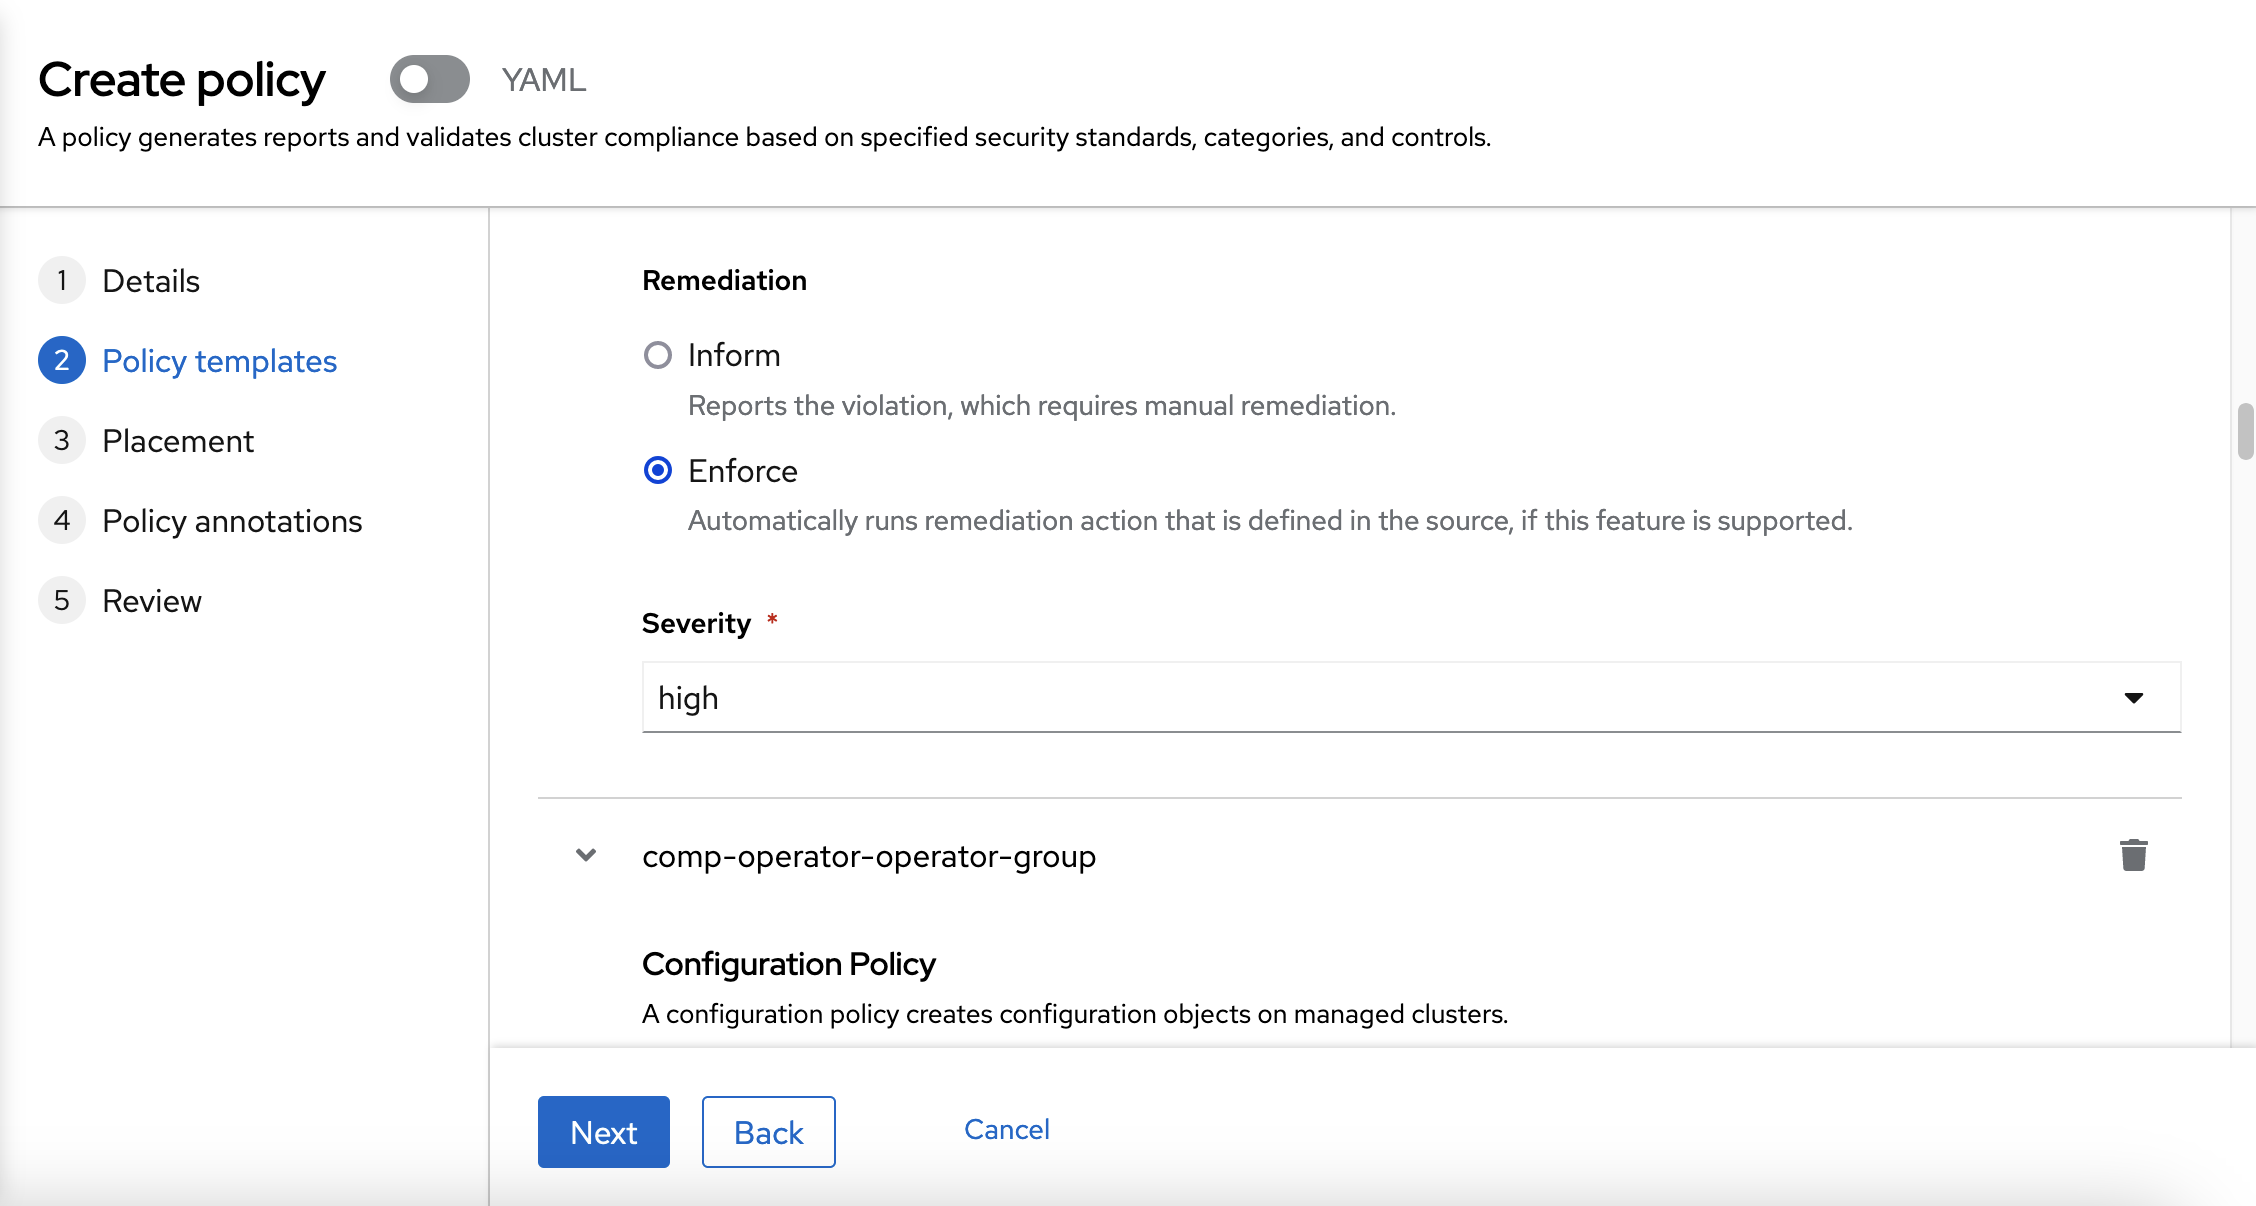 Create policy
YAML
A policy generates reports and validates cluster compliance based on specified security standards, categories, and controls.
1 Details
2 Policy templates
3 Placement
4 Policy annotations
5 Review
Remediation
Inform
Reports the violation, which requires manual remediation.
Enforce
Automatically runs remediation action that is defined in the source, if this feature is supported.
Severity *
high
comp-operator-operator-group
Configuration Policy
A configuration policy creates configuration objects on managed clusters.
Next
Back
Cancel